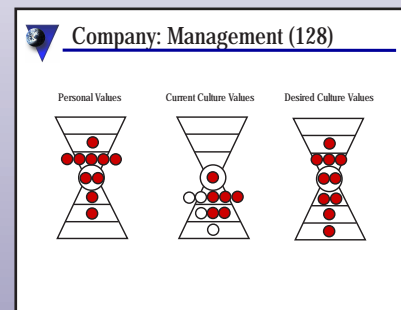 Company: Management (128)
Personal Values
Current Culture Values
Desired Culture Values